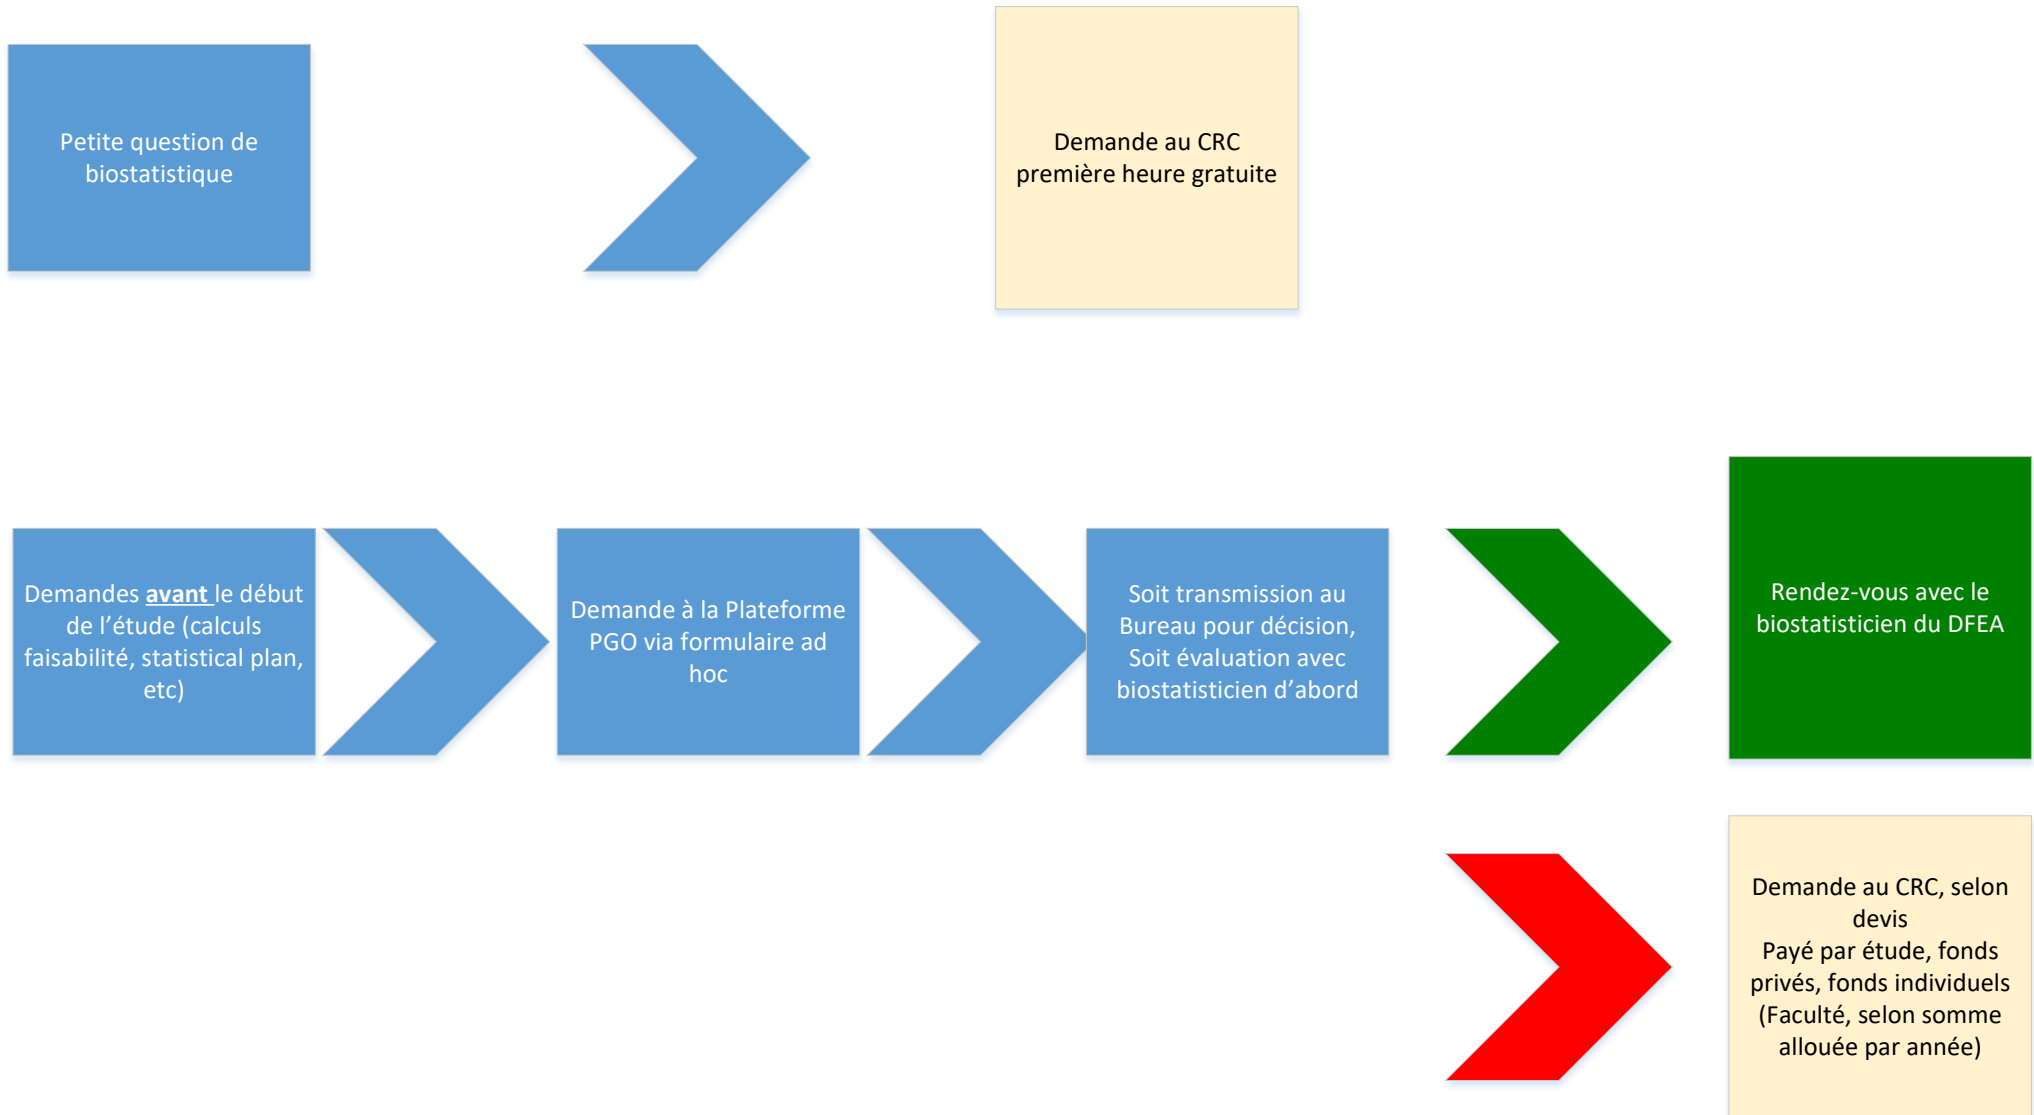 Petite question de
biostatistique
Demande au CRC
première heure gratuite
Demandes avant le début
de l’étude (calculs
faisabilité, statistical plan,
etc)
Demande à la Plateforme
PGO via formulaire ad
hoc
Soit transmission au
Bureau pour décision,
Soit évaluation avec
biostatisticien d’abord
Rendez-vous avec le
biostatisticien du DFEA
Demande au CRC, selon
devis
Payé par étude, fonds
privés, fonds individuels
(Faculté, selon somme
allouée par année)